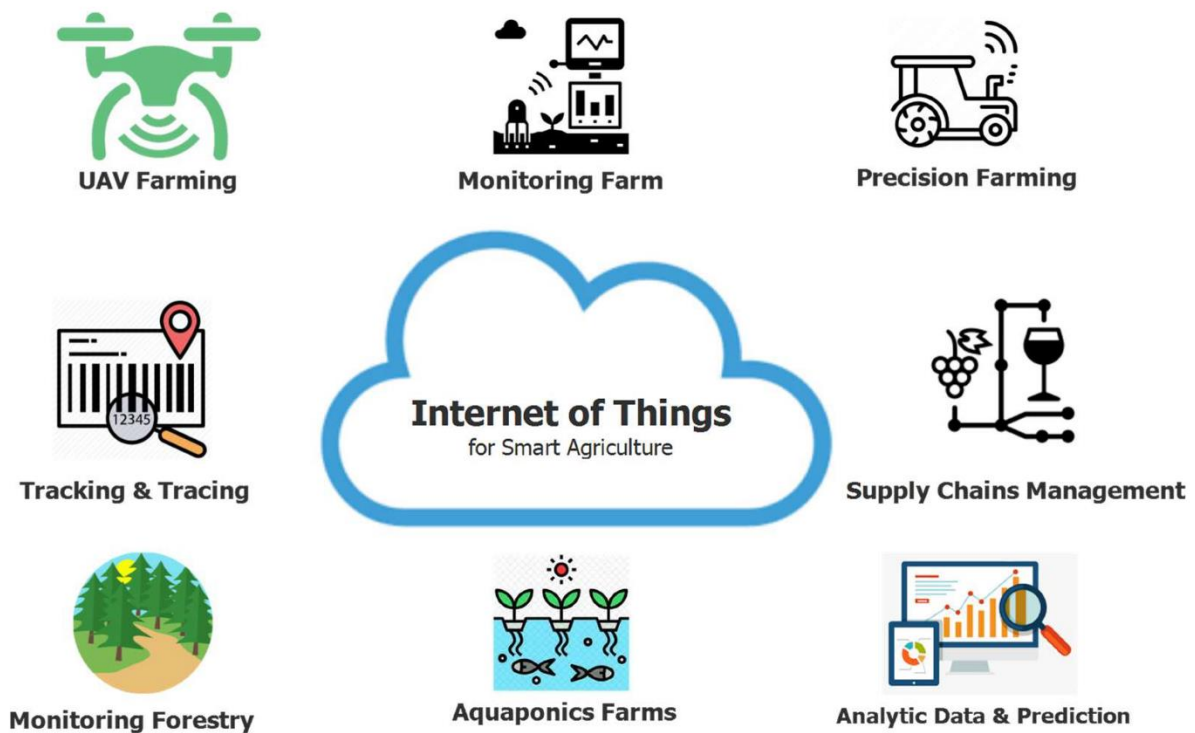 UAV Farming
Monitoring Farm
Precision Farming
12345
Internet of Things
for Smart Agriculture
Tracking & Tracing
Supply Chains Management
Monitoring Forestry
Aquaponics Farms
Analytic Data & Prediction